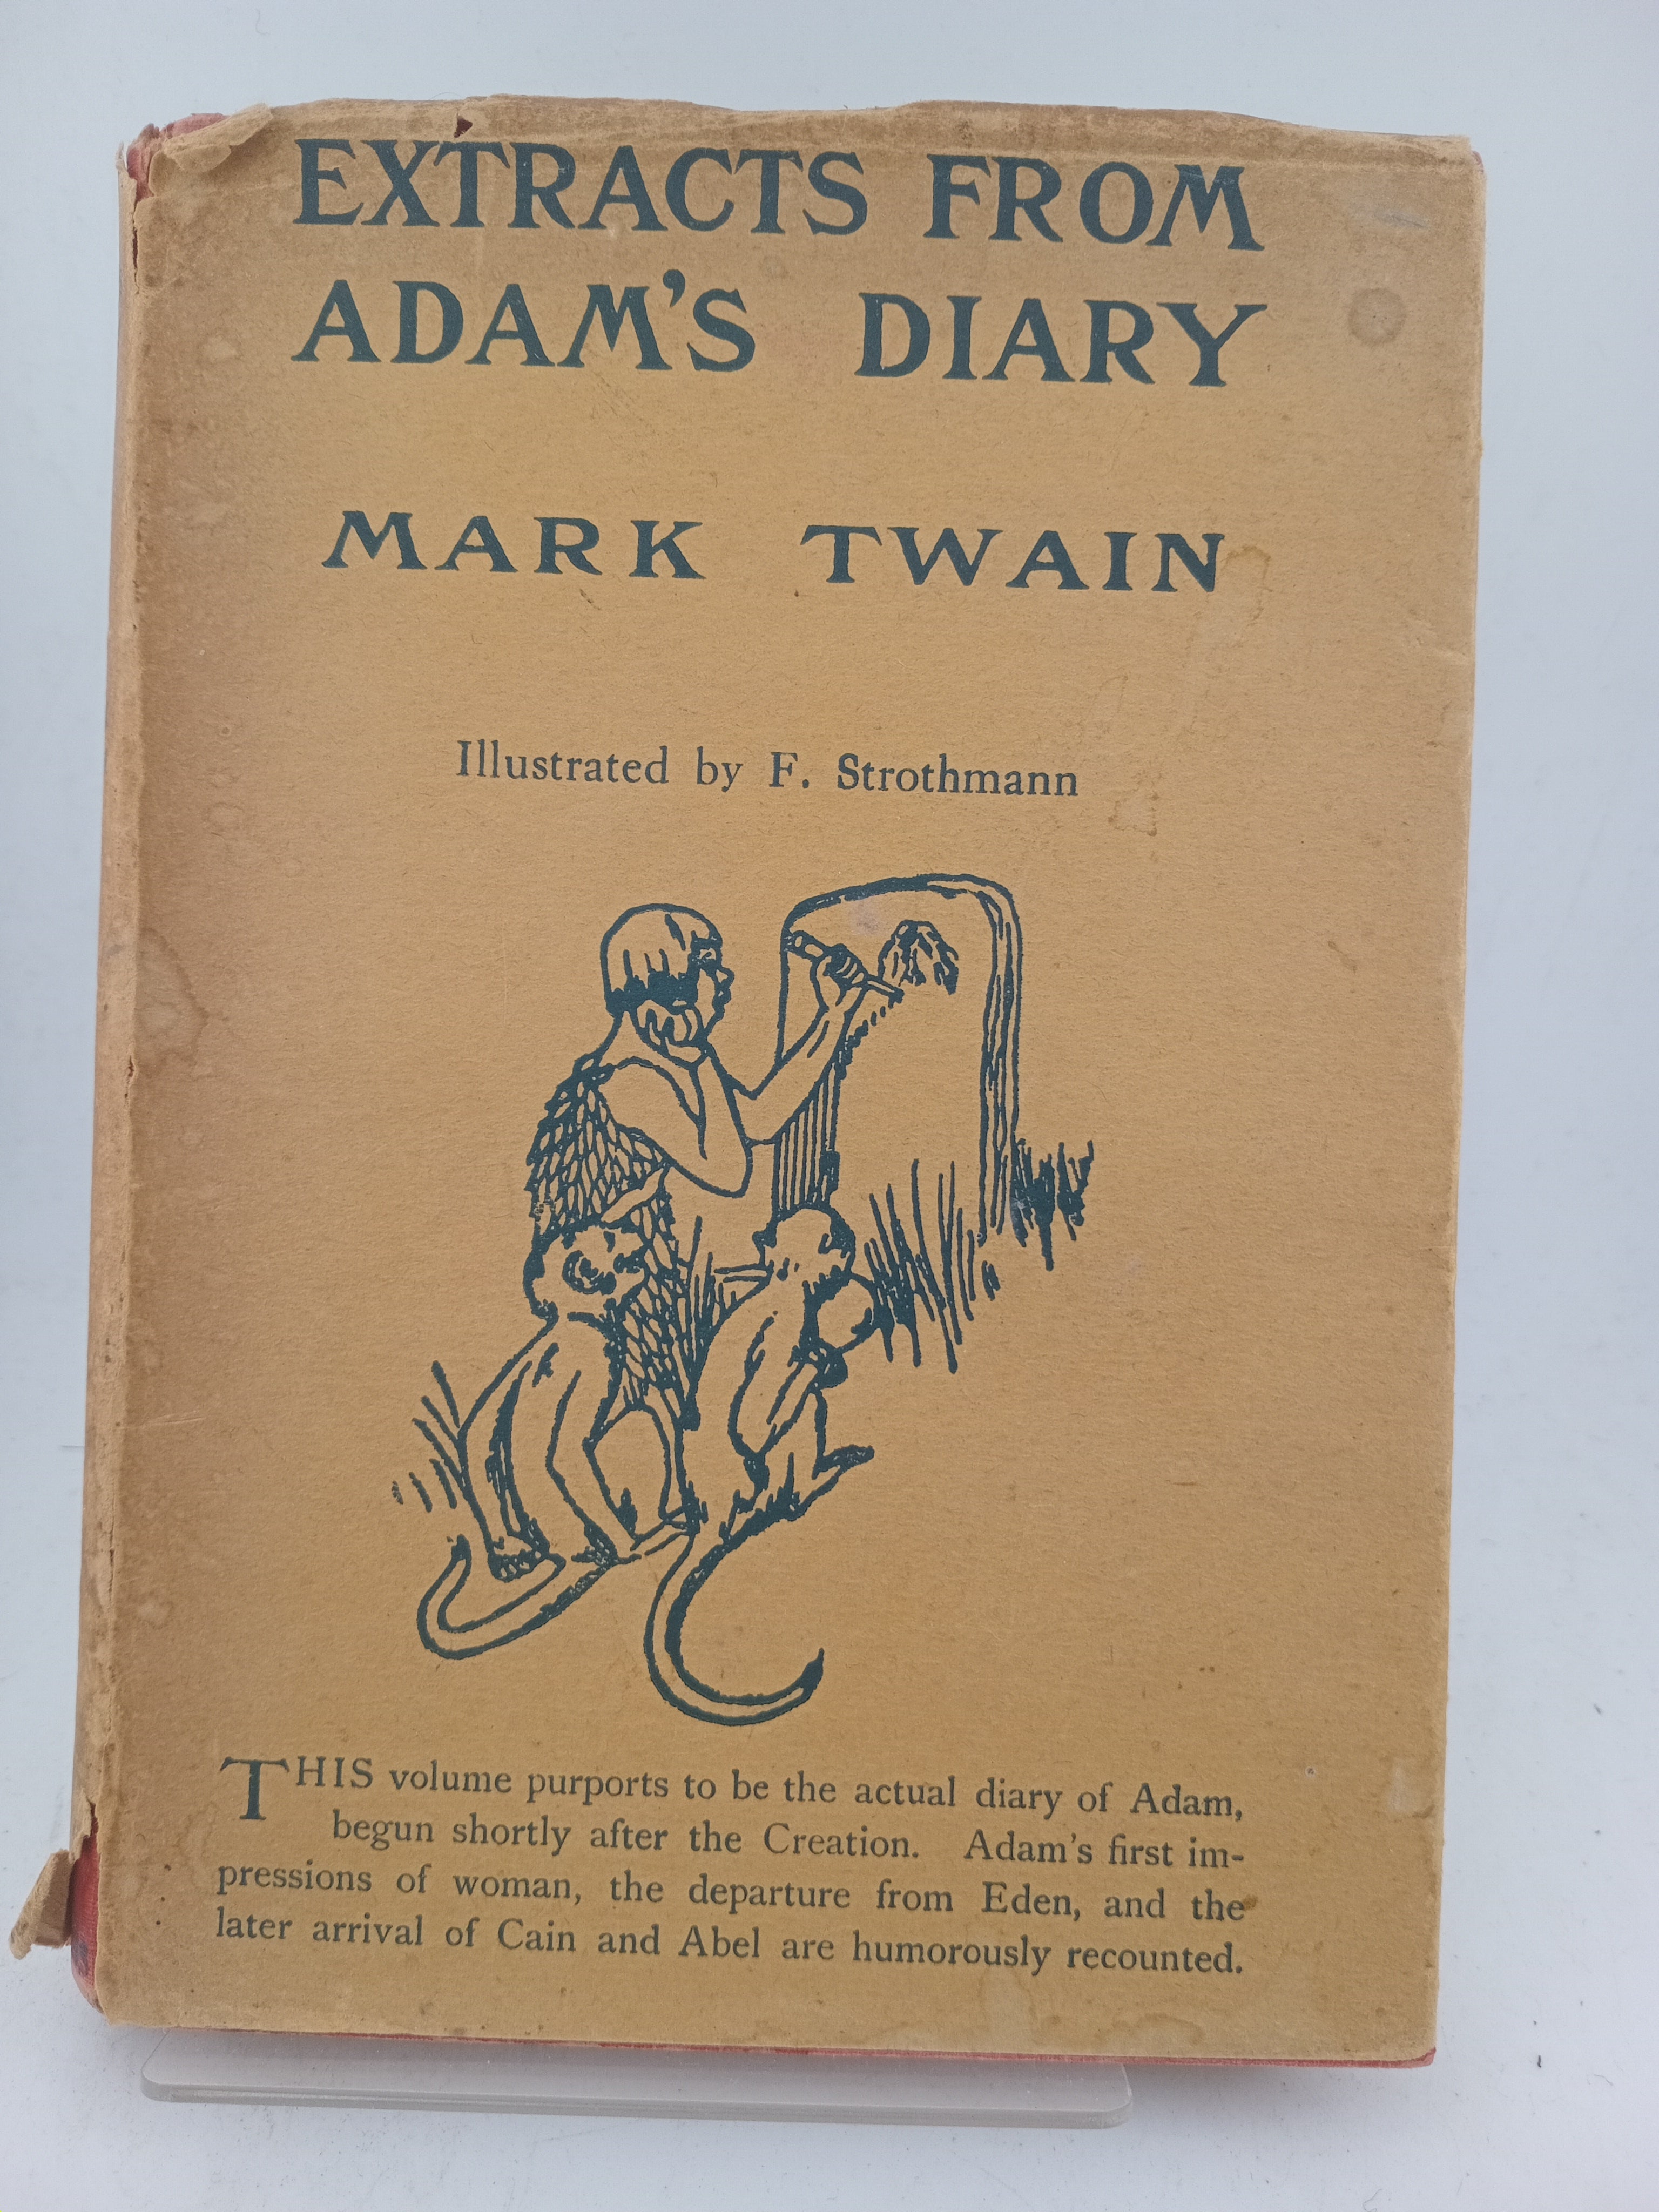 EXTRACTS FROM
ADAM'S DIARY
MARK TWAIN
Illustrated by F. Strothmann
THIS volume purports to be the actual diary of Adam,
begun shortly after the Creation. Adam's first im-
pressions of woman, the departure from Eden, and the
later arrival of Cain and Abel are humorously recounted.